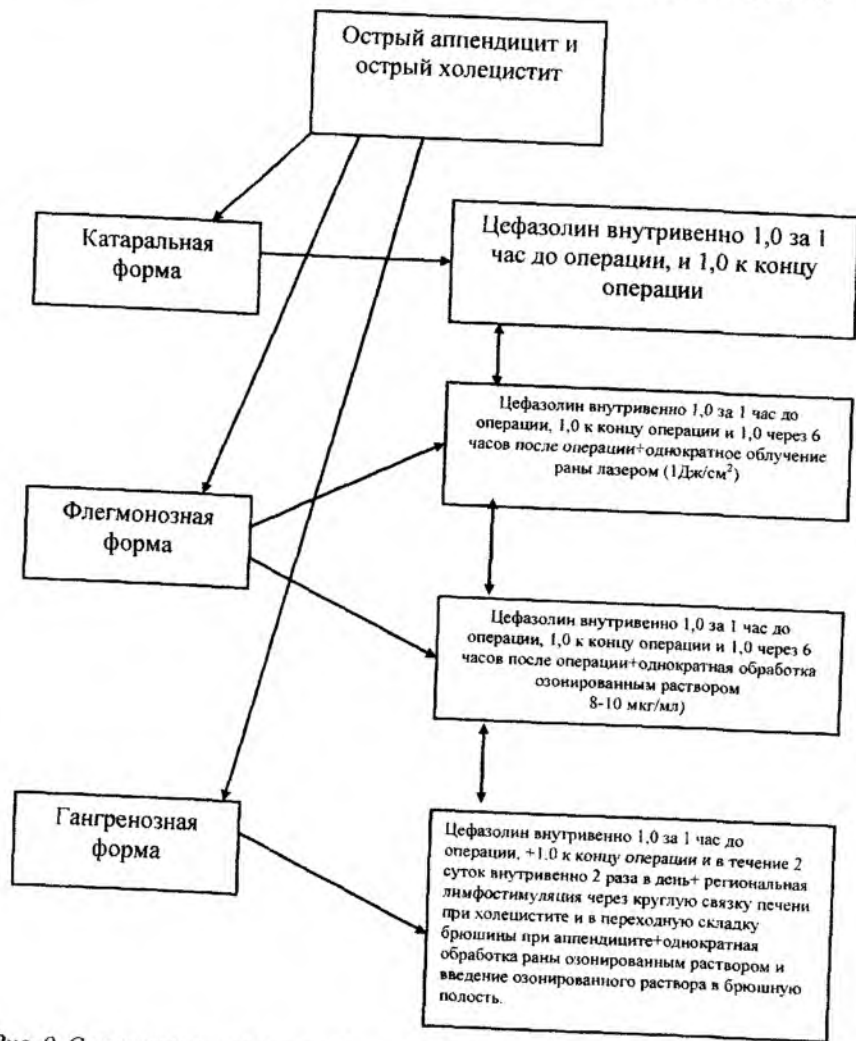 Острый аппендицит и
острый холецистит
Катаральная
форма
Цефазолин внутривенно 1,0 за 1
час до операции, и 1,0 к концу
операции
Цефазолин внутривенно 1,0 за 1 час до
операции, 1,0 к концу операции и 1,0 через 6
часов после операции+однократное облучение
раны лазером (1Дж/см²)
Флегмонозная
форма
Цефазолин внутривенно 1,0 за 1 час до
операции, 1,0 к концу операции и 1,0 через 6
часов после операции+однократная обработка
озонированным раствором
8-10 мкг/мл)
Гангренозная
форма
Цефазолин внутривенно 1,0 за 1 час до
операции, +1.0 к концу операции и в течение 2
суток внутривенно 2 раза в день+ региональная
лимфостимуляция через круглую связку печени
при холецистите и в переходную складку
брюшины при аппендиците+однократная
обработка раны озонированным раствором и
введение озонированного раствора в брюшную
полость.